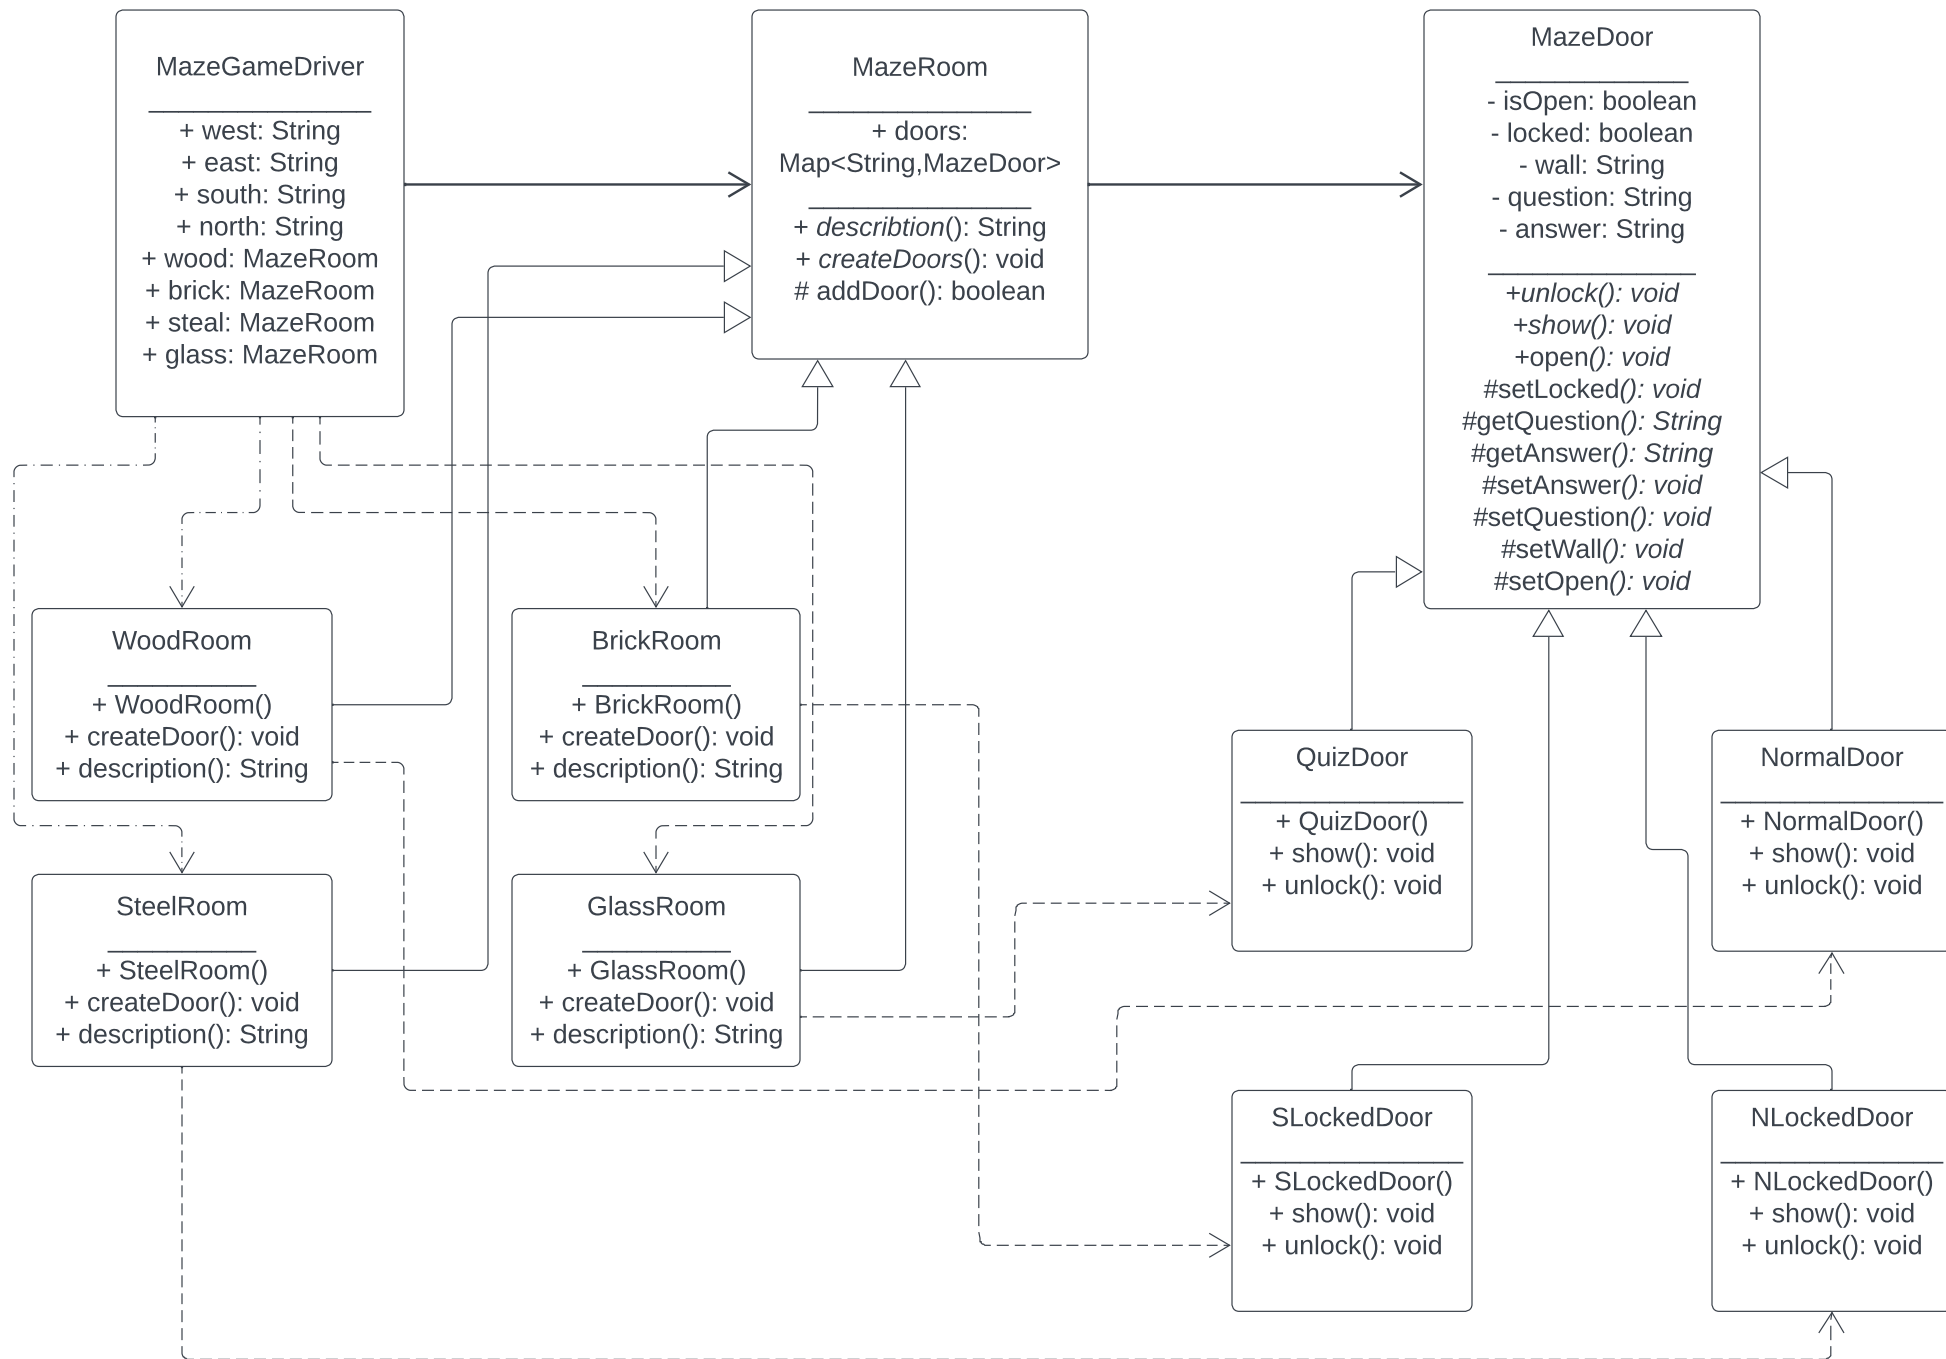 MazeGameDriver
+ west: String
+ east: String
+ south: String
+ north: String
+ wood: MazeRoom
+ brick: MazeRoom
+ steal: MazeRoom
+ glass: MazeRoom
MazeRoom
+ doors:
Map<String,MazeDoor>
+ describtion(): String
+ createDoors(): void
# addDoor(): boolean
MazeDoor
- isOpen: boolean
- locked: boolean
- wall: String
- question: String
- answer: String
+unlock(): void
+show(): void
+open(): void
#setLocked(): void
#getQuestion(): String
#getAnswer(): String
#setAnswer(): void
#setQuestion(): void
#setWall(): void
#setOpen(): void
WoodRoom
+ WoodRoom()
+ createDoor(): void
+ description(): String
BrickRoom
+ BrickRoom()
+ createDoor(): void
+ description(): String
QuizDoor
+ QuizDoor()
+ show(): void
+ unlock(): void
NormalDoor
+ NormalDoor()
+ show(): void
+ unlock(): void
SteelRoom
+ SteelRoom()
+ createDoor(): void
+ description(): String
GlassRoom
+ GlassRoom()
+ createDoor(): void
+ description(): String
SLockedDoor
+ SLockedDoor()
+ show(): void
+ unlock(): void
NLockedDoor
+ NLockedDoor()
+ show(): void
+ unlock(): void